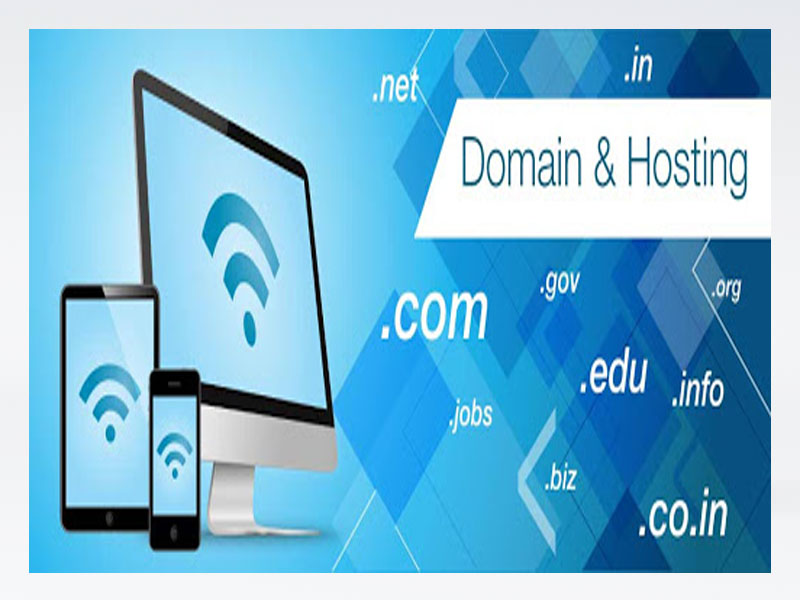 .net
.in
Domain & Hosting
.com
.gov
.org
.edu
.info
.jobs
.biz
.co.in